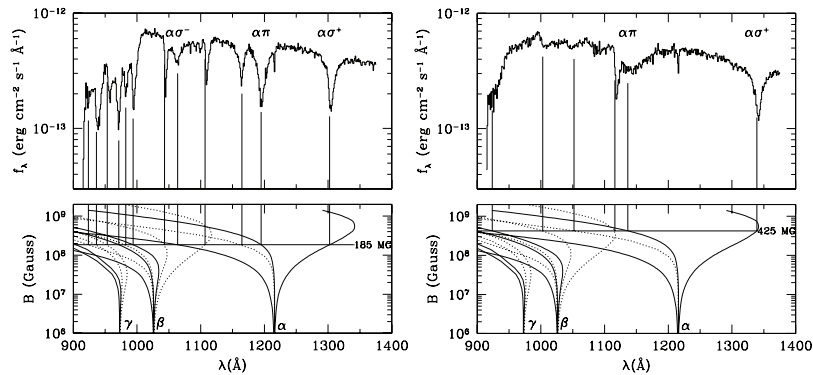 10⁻¹²
10⁻¹³
f_λ (erg cm⁻² s⁻¹ Å⁻¹)
ασ⁻
απ
ασ⁺
10⁹
10⁸
10⁷
10⁶
B (Gauss)
185 MG
γ
β
α
900
1000
1100
1200
1300
1400
λ(Å)
10⁻¹²
10⁻¹³
f_λ (erg cm⁻² s⁻¹ Å⁻¹)
απ
ασ⁺
10⁹
10⁸
10⁷
10⁶
B (Gauss)
425 MG
γ
β
α
900
1000
1100
1200
1300
1400
λ(Å)